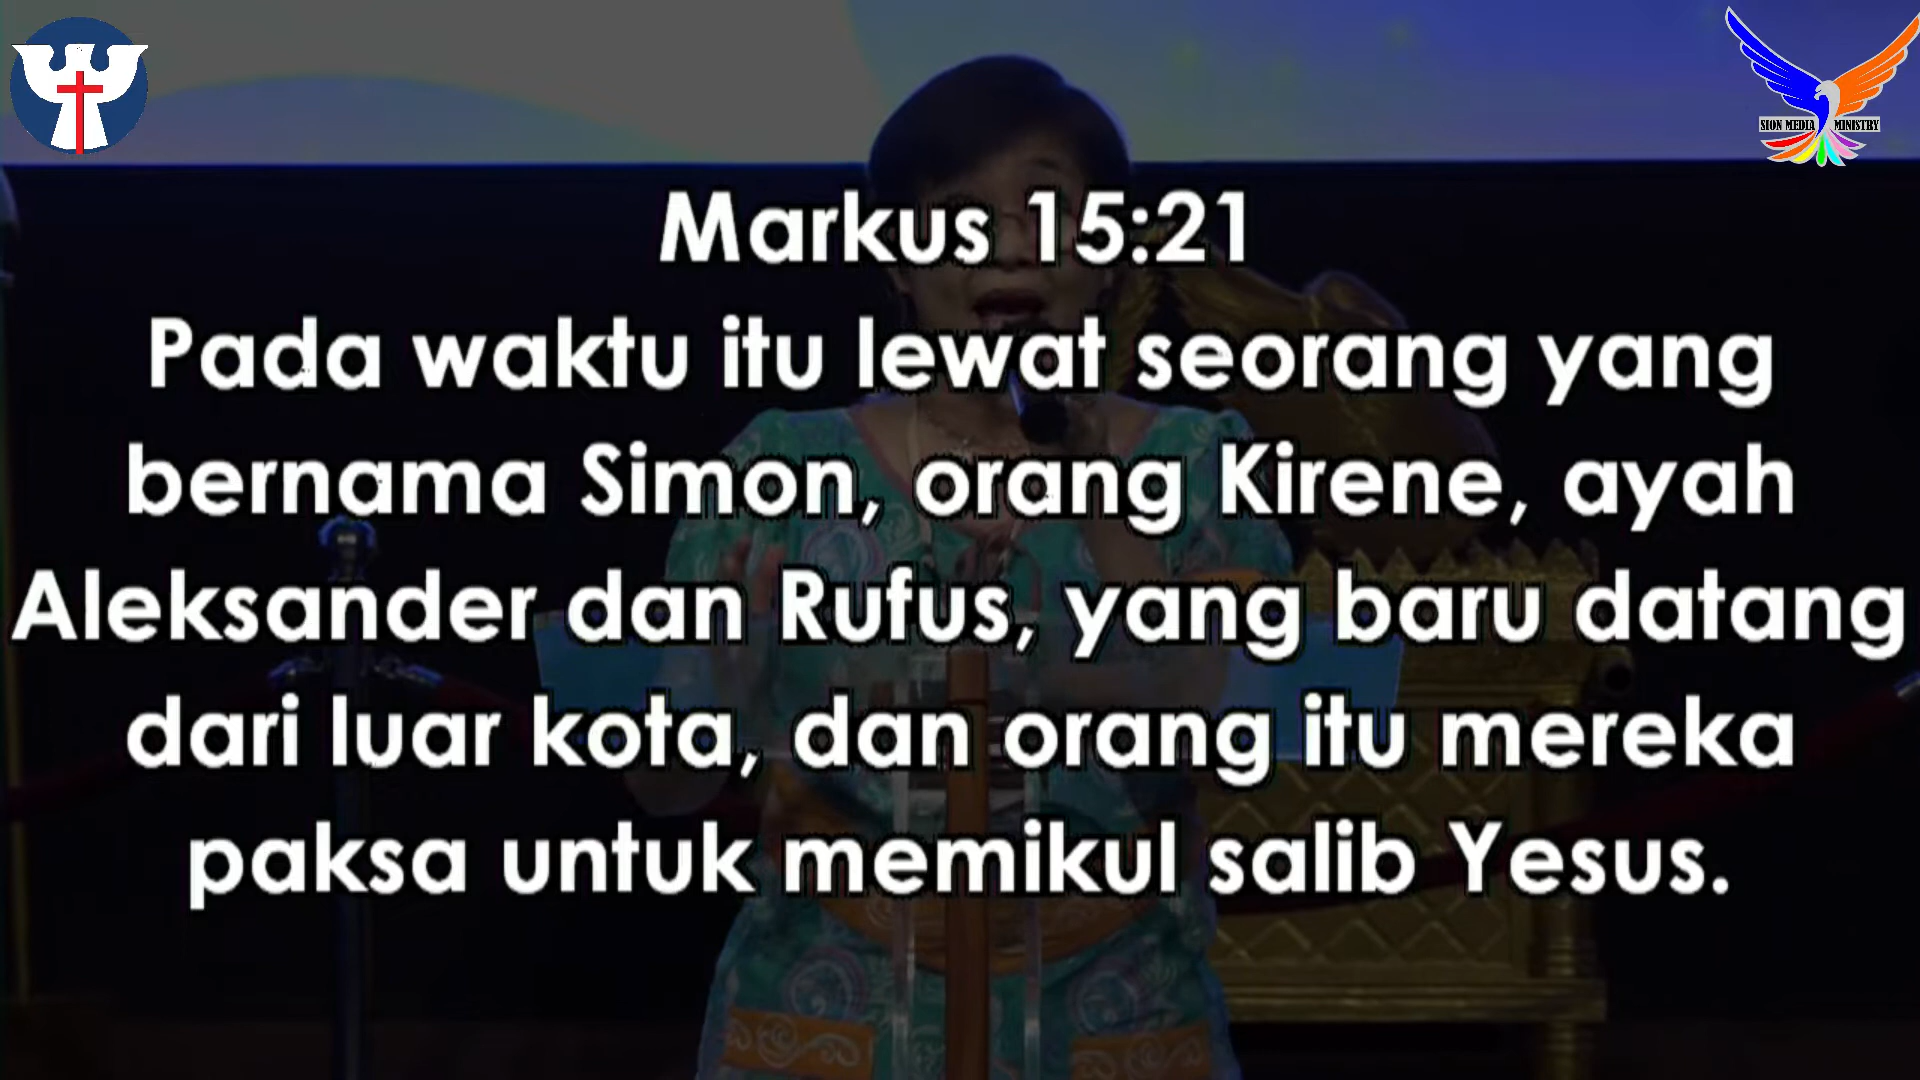 SION MEDIA MINISTRY
Markus 15:21
Pada waktu itu lewat seorang yang
bernama Simon, orang Kirene, ayah
Aleksander dan Rufus, yang baru datang
dari luar kota, dan orang itu mereka
paksa untuk memikul salib Yesus.